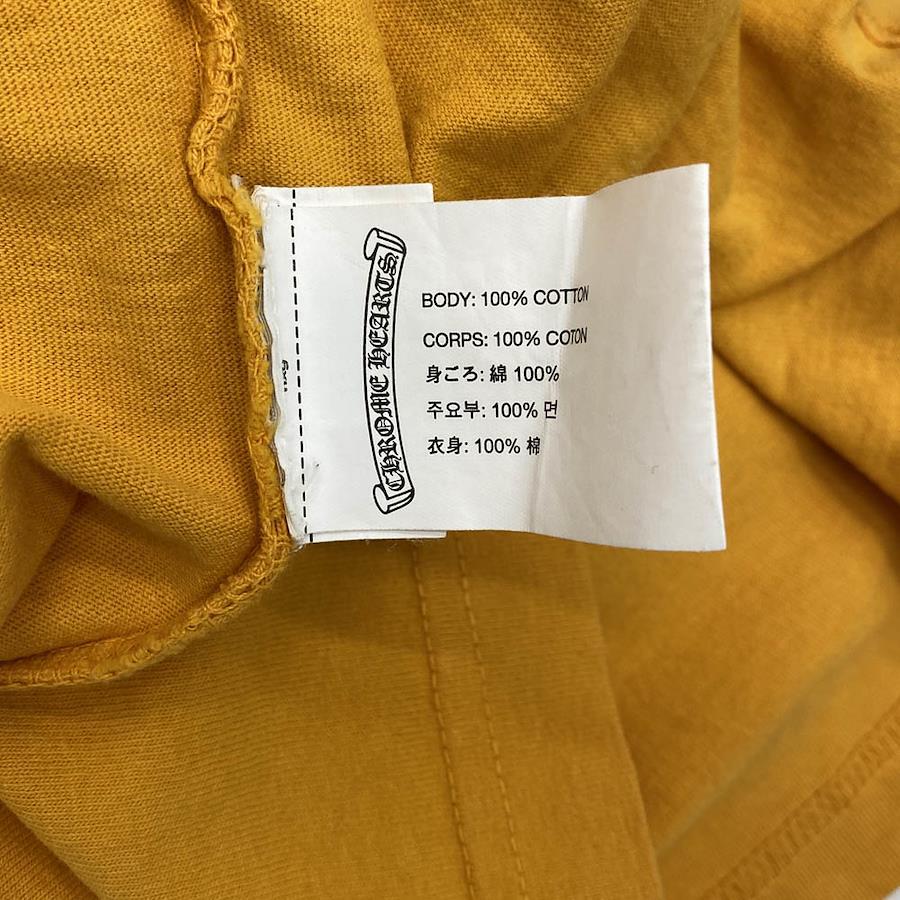 CHROME HEARTS
BODY: 100% COTTON
CORPS: 100% COTON
身ごろ: 綿 100%
주요부: 100% 면
衣身: 100% 棉